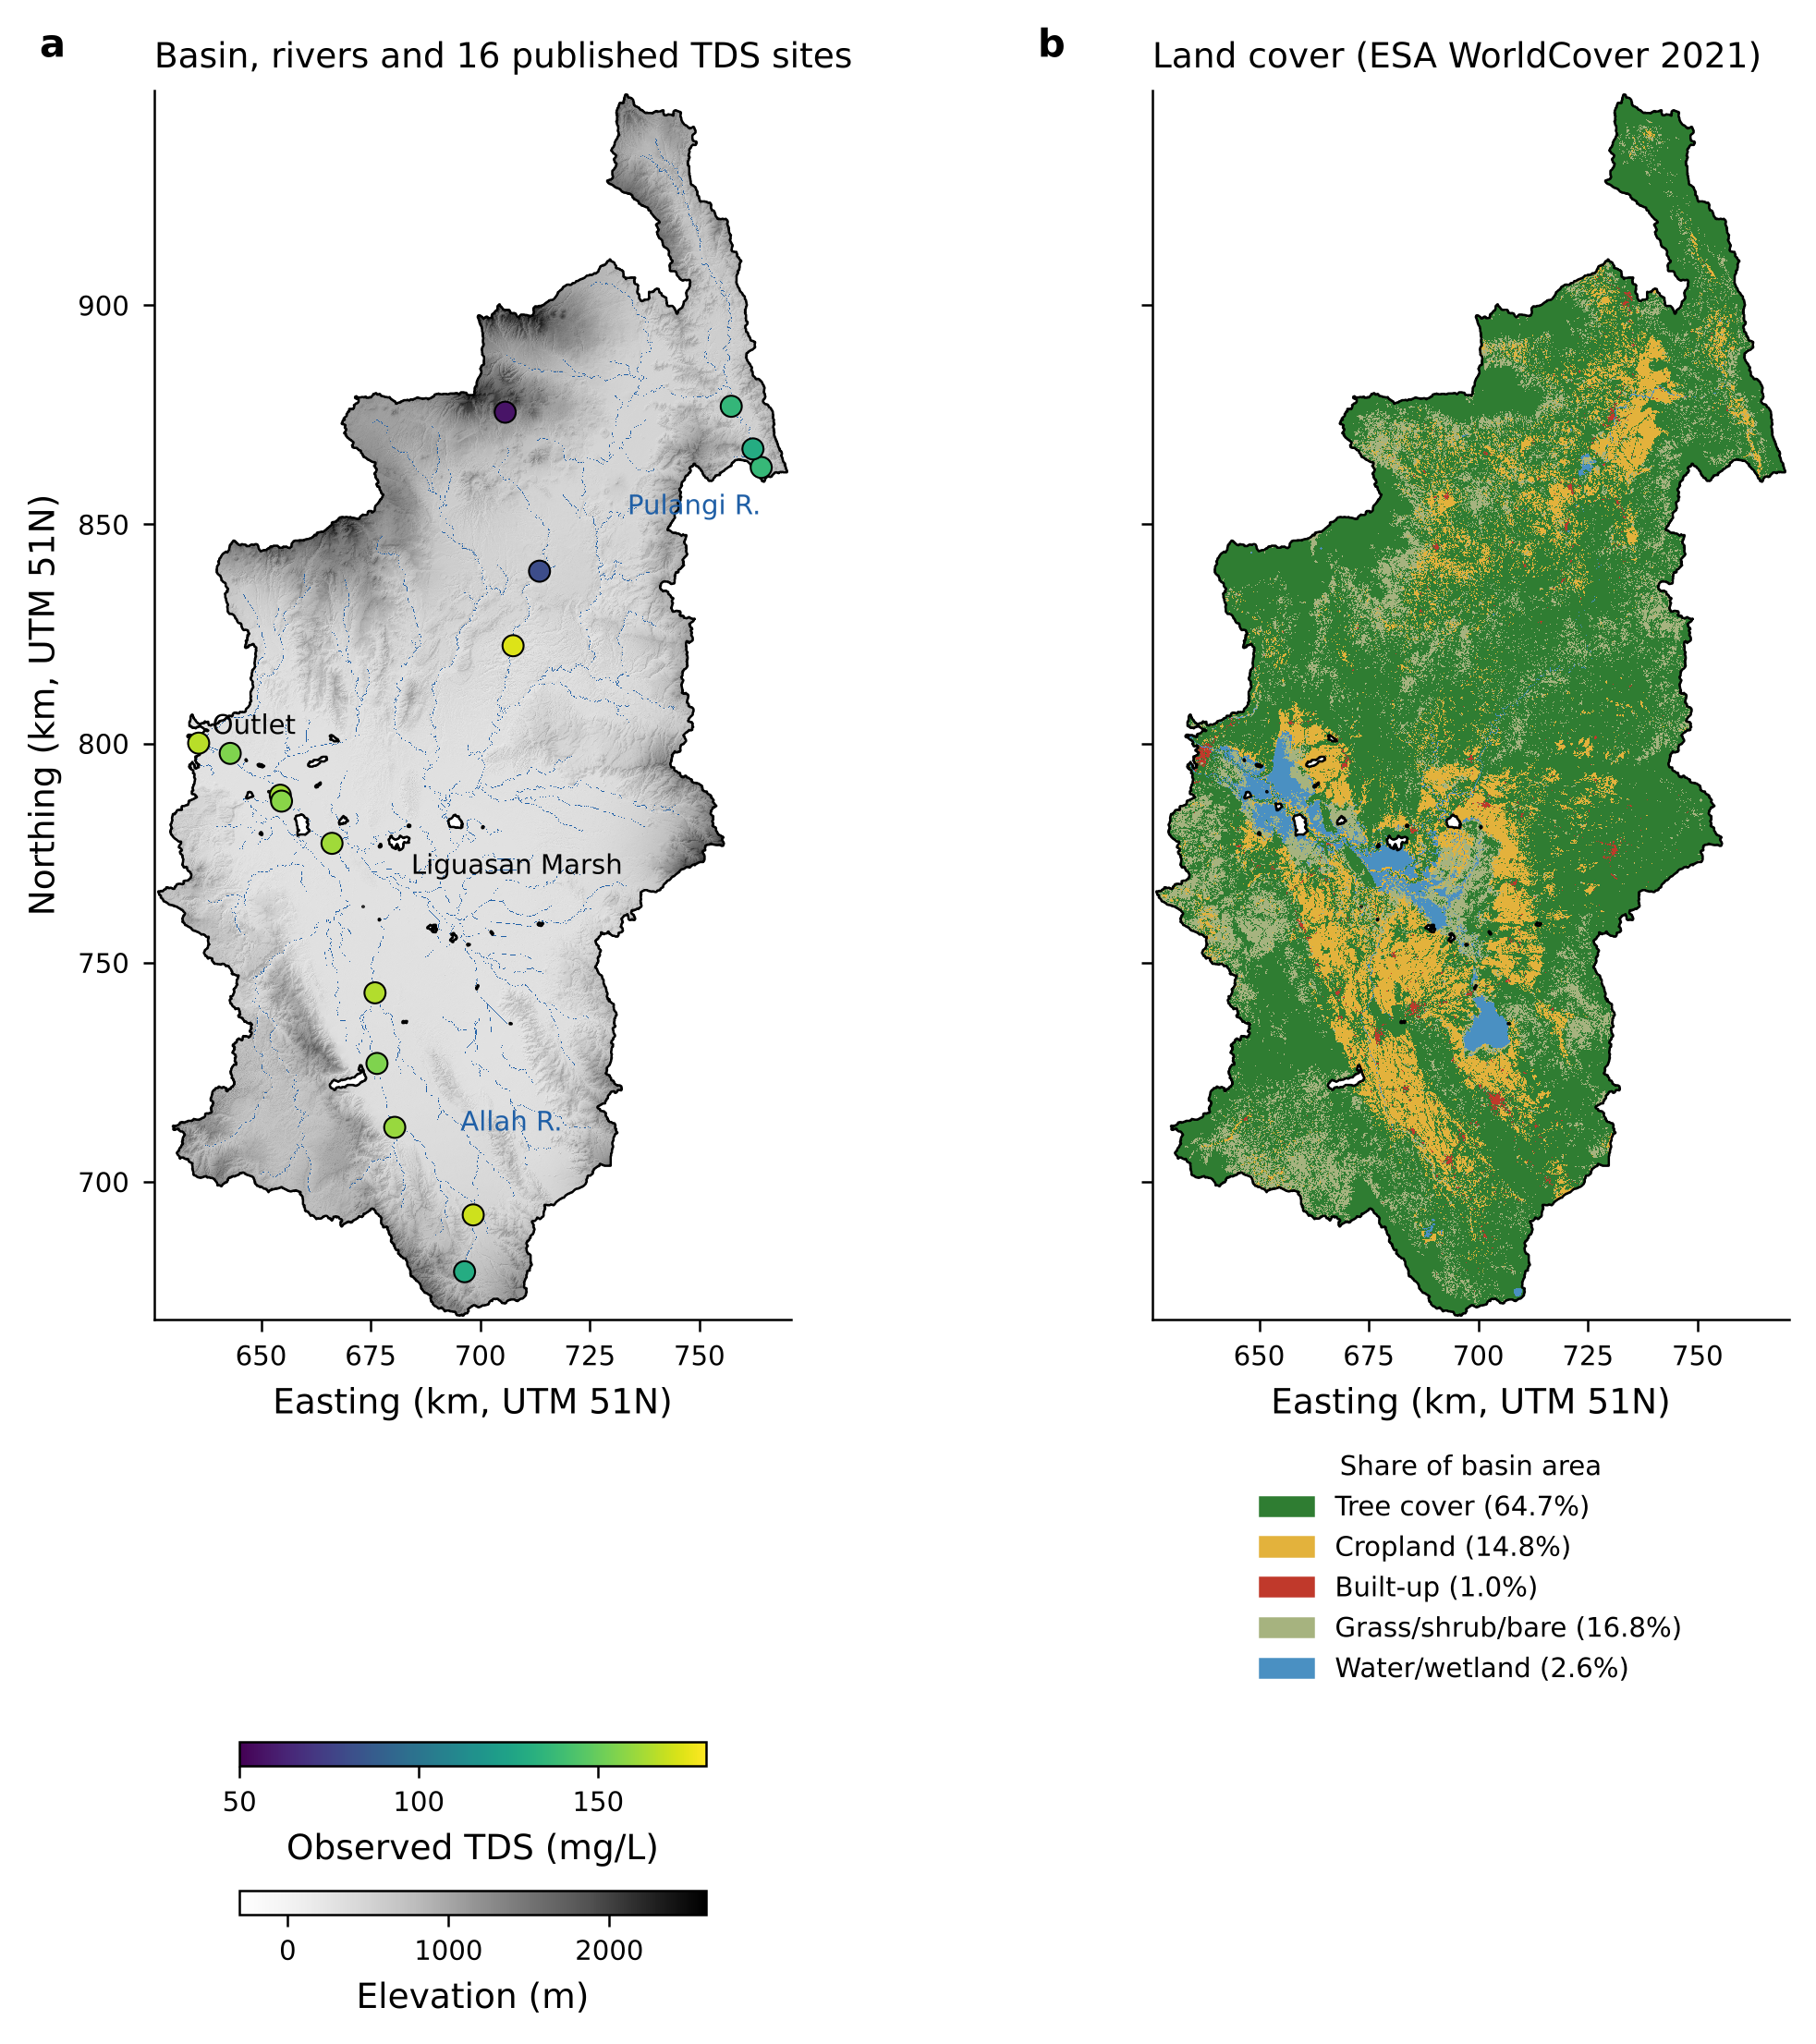 a
Basin, rivers and 16 published TDS sites
b
Land cover (ESA WorldCover 2021)
Northing (km, UTM 51N)
900
850
800
750
700
Pulangi R.
Outlet
Liguasan Marsh
Allah R.
650 675 700 725 750
Easting (km, UTM 51N)
650 675 700 725 750
Easting (km, UTM 51N)
Share of basin area
Tree cover (64.7%)
Cropland (14.8%)
Built-up (1.0%)
Grass/shrub/bare (16.8%)
Water/wetland (2.6%)
50 100 150
Observed TDS (mg/L)
0 1000 2000
Elevation (m)